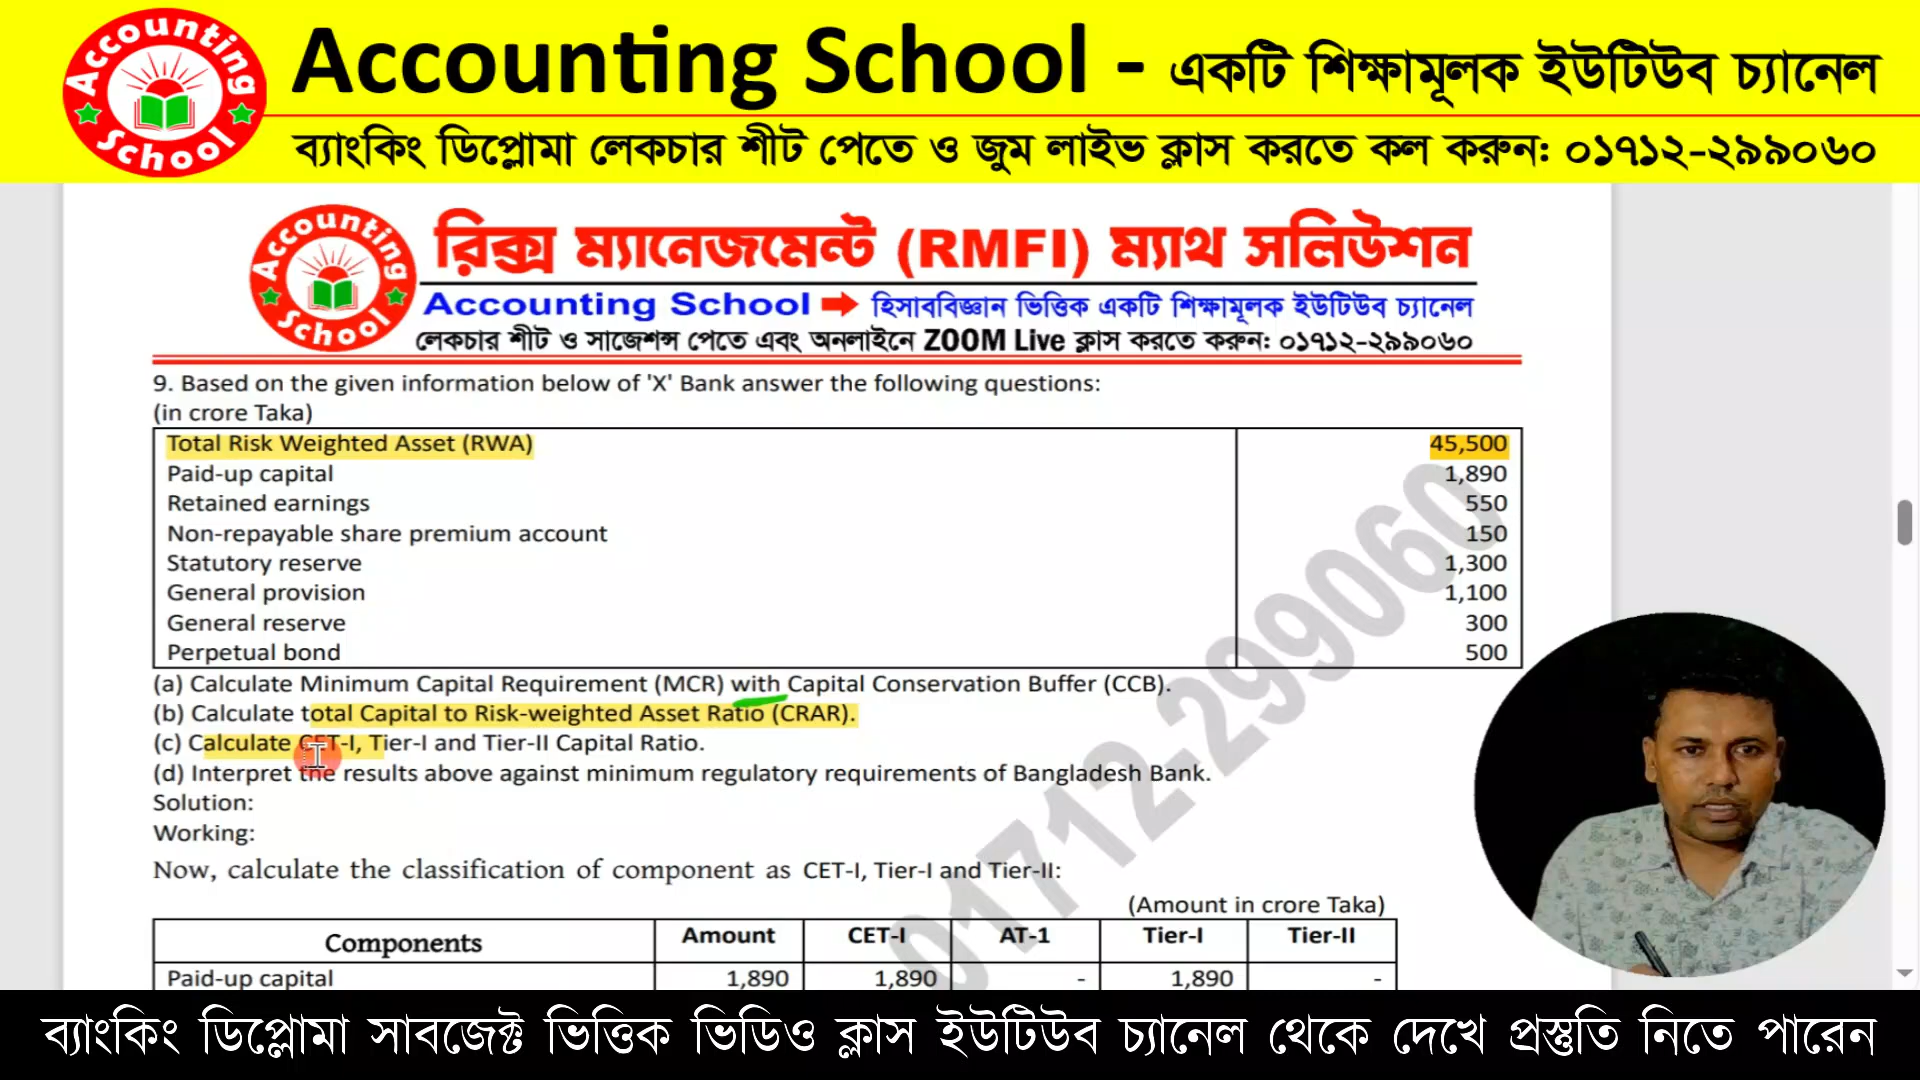 Accounting School
Accounting School - একটি শিক্ষামূলক ইউটিউব চ্যানেল
ব্যাংকিং ডিপ্লোমা লেকচার শীট পেতে ও জুম লাইভ ক্লাস করতে কল করুন: ০১৭১২-২৯৯০৬০
Accounting School
রিক্স ম্যানেজমেন্ট (RMFI) ম্যাথ সলিউশন
Accounting School ➡ হিসাববিজ্ঞান ভিত্তিক একটি শিক্ষামূলক ইউটিউব চ্যানেল
লেকচার শীট ও সাজেশন্স পেতে এবং অনলাইনে ZOOM Live ক্লাস করতে করুন: ০১৭১২-২৯৯০৬০
9. Based on the given information below of 'X' Bank answer the following questions:
(in crore Taka)
Total Risk Weighted Asset (RWA) 45,500
Paid-up capital 1,890
Retained earnings 550
Non-repayable share premium account 150
Statutory reserve 1,300
General provision 1,100
General reserve 300
Perpetual bond 500
(a) Calculate Minimum Capital Requirement (MCR) with Capital Conservation Buffer (CCB).
(b) Calculate total Capital to Risk-weighted Asset Ratio (CRAR).
(c) Calculate CET-I, Tier-I and Tier-II Capital Ratio.
(d) Interpret the results above against minimum regulatory requirements of Bangladesh Bank.
Solution:
Working:
Now, calculate the classification of component as CET-I, Tier-I and Tier-II:
(Amount in crore Taka)
Components Amount CET-I AT-1 Tier-I Tier-II
Paid-up capital 1,890 1,890 - 1,890 -
01712-299060
ব্যাংকিং ডিপ্লোমা সাবজেক্ট ভিত্তিক ভিডিও ক্লাস ইউটিউব চ্যানেল থেকে দেখে প্রস্তুতি নিতে পারেন